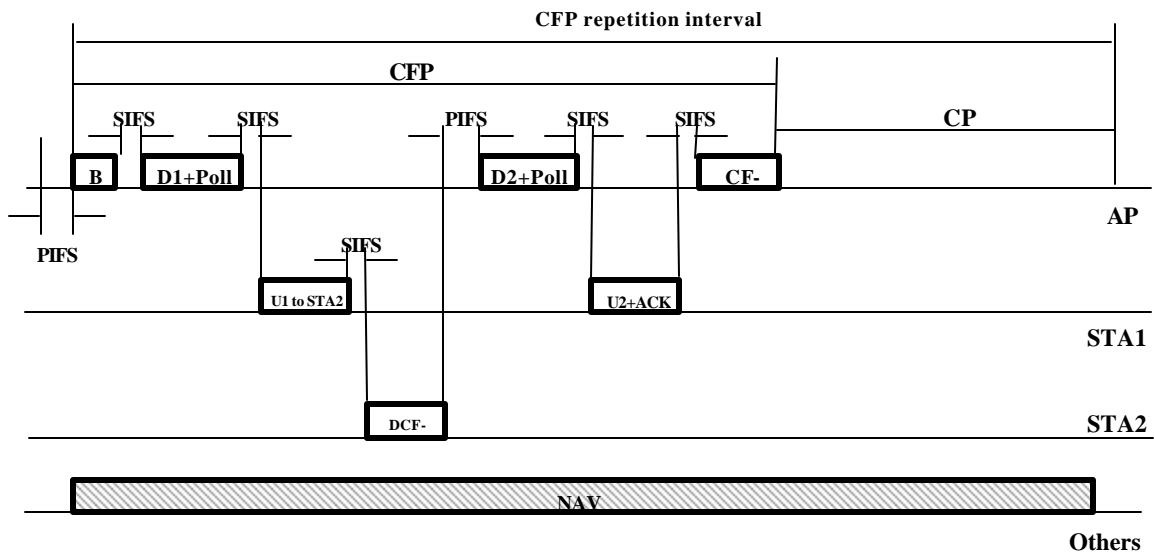 CFP repetition interval
CFP
SIFS
SIFS
PIFS
SIFS
SIFS
CP
B
D1+Poll
D2+Poll
CF-
AP
PIFS
SIFS
U1 to STA2
U2+ACK
STA1
DCF-
STA2
NAV
Others